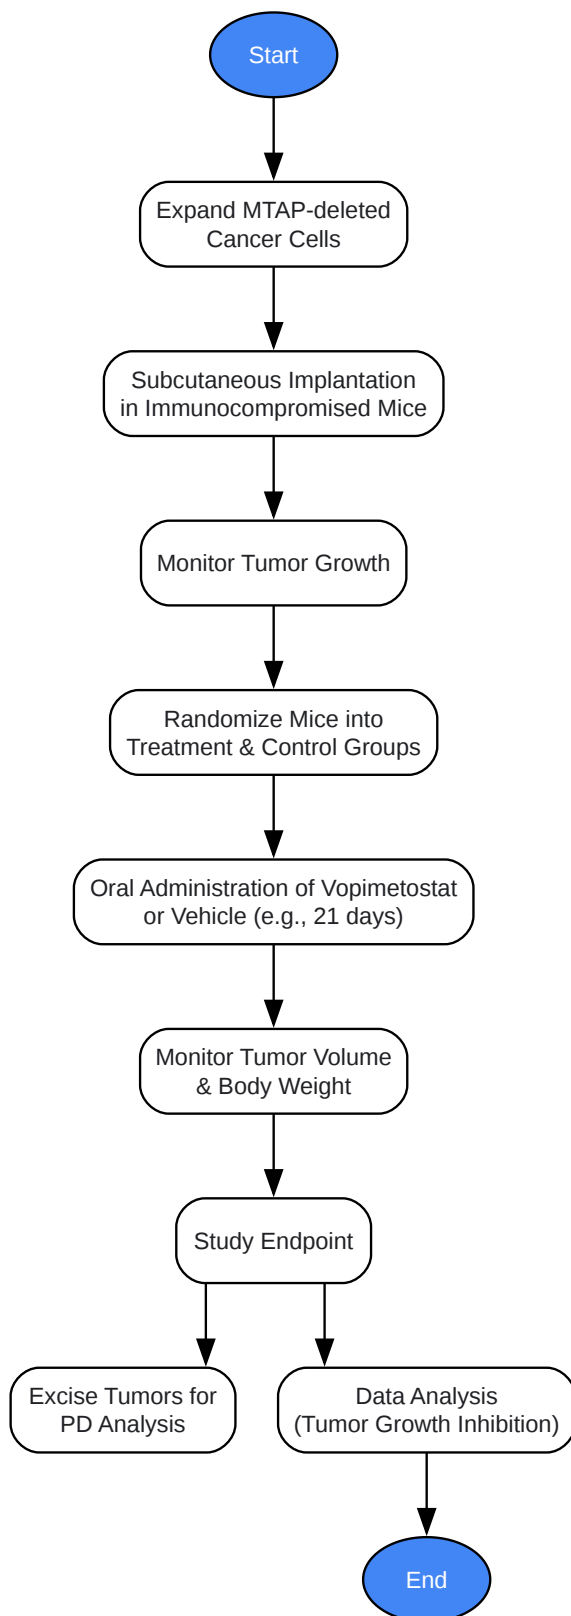 Start
Expand MTAP-deleted
Cancer Cells
Subcutaneous Implantation
in Immunocompromised Mice
Monitor Tumor Growth
Randomize Mice into
Treatment & Control Groups
Oral Administration of Vopimetostat
or Vehicle (e.g., 21 days)
Monitor Tumor Volume
& Body Weight
Study Endpoint
Excise Tumors for
PD Analysis
Data Analysis
(Tumor Growth Inhibition)
End